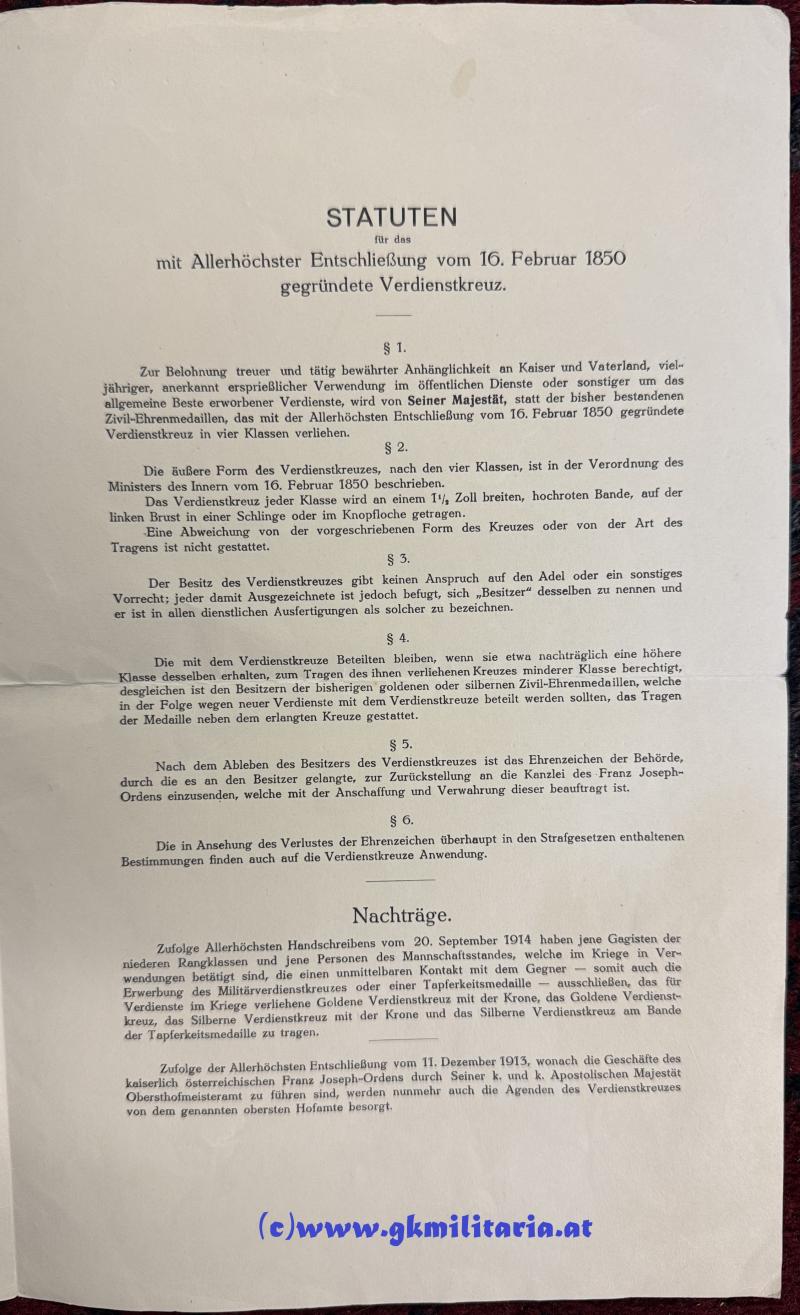 STATUTEN
für das
mit Allerhöchster Entschließung vom 16. Februar 1850
gegründete Verdienstkreuz.
§ 1.
Zur Belohnung treuer und tätig bewährter Anhänglichkeit an Kaiser und Vaterland, viel-
jähriger, anerkannt ersprießlicher Verwendung im öffentlichen Dienste oder sonstiger um das
allgemeine Beste erworbener Verdienste, wird von Seiner Majestät, statt der bisher bestandenen
Zivil-Ehrenmedaillen, das mit der Allerhöchsten Entschließung vom 16. Februar 1850 gegründete
Verdienstkreuz in vier Klassen verliehen.
§ 2.
Die äußere Form des Verdienstkreuzes, nach den vier Klassen, ist in der Verordnung des
Ministers des Innern vom 16. Februar 1850 beschrieben.
Das Verdienstkreuz jeder Klasse wird an einem 1½ Zoll breiten, hochroten Bande, auf der
linken Brust in einer Schlinge oder im Knopfloche getragen.
Eine Abweichung von der vorgeschriebenen Form des Kreuzes oder von der Art des
Tragens ist nicht gestattet.
§ 3.
Der Besitz des Verdienstkreuzes gibt keinen Anspruch auf den Adel oder ein sonstiges
Vorrecht; jeder damit Ausgezeichnete ist jedoch befugt, sich „Besitzer" desselben zu nennen und
er ist in allen dienstlichen Ausfertigungen als solcher zu bezeichnen.
§ 4.
Die mit dem Verdienstkreuze Beteilten bleiben, wenn sie etwa nachträglich eine höhere
Klasse desselben erhalten, zum Tragen des ihnen verliehenen Kreuzes minderer Klasse berechtigt,
desgleichen ist den Besitzern der bisherigen goldenen oder silbernen Zivil-Ehrenmedaillen, welche
in der Folge wegen neuer Verdienste mit dem Verdienstkreuze beteilt werden sollten, das Tragen
der Medaille neben dem erlangten Kreuze gestattet.
§ 5.
Nach dem Ableben des Besitzers des Verdienstkreuzes ist das Ehrenzeichen der Behörde,
durch die es an den Besitzer gelangte, zur Zurückstellung an die Kanzlei des Franz Joseph-
Ordens einzusenden, welche mit der Anschaffung und Verwahrung dieser beauftragt ist.
§ 6.
Die in Ansehung des Verlustes der Ehrenzeichen überhaupt in den Strafgesetzen enthaltenen
Bestimmungen finden auch auf die Verdienstkreuze Anwendung.
Nachträge.
Zufolge Allerhöchsten Handschreibens vom 20. September 1914 haben jene Gagisten der
niederen Rangklassen und jene Personen des Mannschaftsstandes, welche im Kriege in Ver-
wendungen betätigt sind, die einen unmittelbaren Kontakt mit dem Gegner — somit auch die
Erwerbung des Militärverdienstkreuzes oder einer Tapferkeitsmedaille — ausschließen, das für
Verdienste im Kriege verliehene Goldene Verdienstkreuz mit der Krone, das Goldene Verdienst-
kreuz, das Silberne Verdienstkreuz mit der Krone und das Silberne Verdienstkreuz am Bande
der Tapferkeitsmedaille zu tragen.
Zufolge der Allerhöchsten Entschließung vom 11. Dezember 1913, wonach die Geschäfte des
kaiserlich österreichischen Franz Joseph-Ordens durch Seiner k. und k. Apostolischen Majestät
Obersthofmeisteramt zu führen sind, werden nunmehr auch die Agenden des Verdienstkreuzes
von dem genannten obersten Hofamte besorgt.
(c)www.gkmilitaria.at